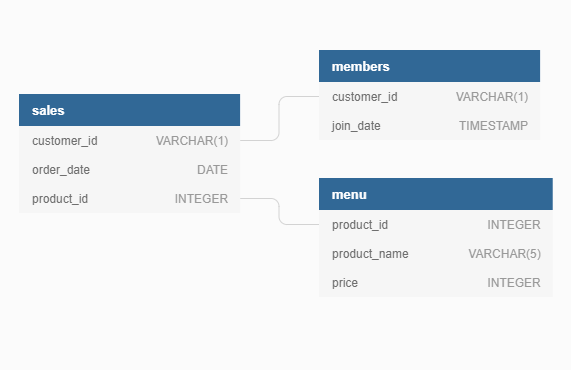 sales
customer_id VARCHAR(1)
order_date DATE
product_id INTEGER
members
customer_id VARCHAR(1)
join_date TIMESTAMP
menu
product_id INTEGER
product_name VARCHAR(5)
price INTEGER